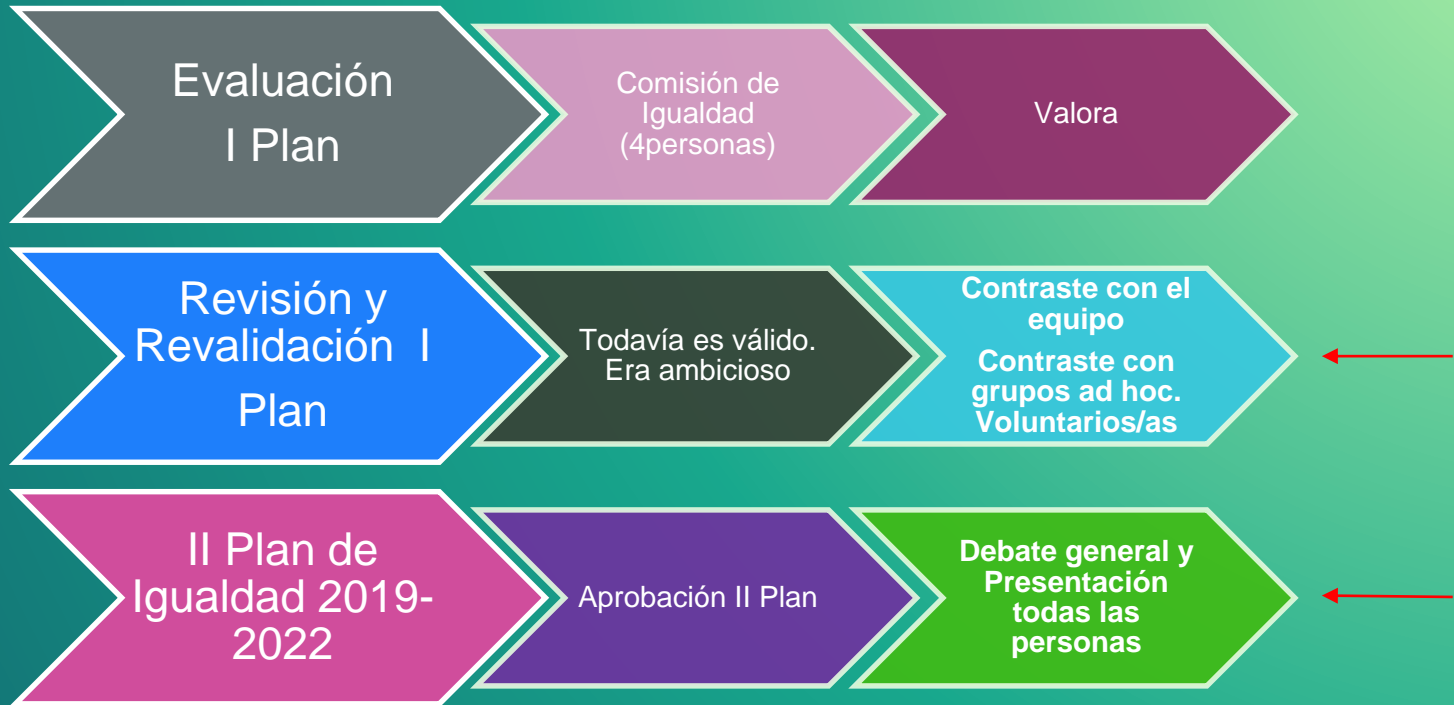 Evaluación
I Plan
Comisión de
Igualdad
(4personas)
Valora
Revisión y
Revalidación I
Plan
Todavía es válido.
Era ambicioso
Contraste con el
equipo
Contraste con
grupos ad hoc.
Voluntarios/as
II Plan de
Igualdad 2019-
2022
Aprobación II Plan
Debate general y
Presentación
todas las
personas